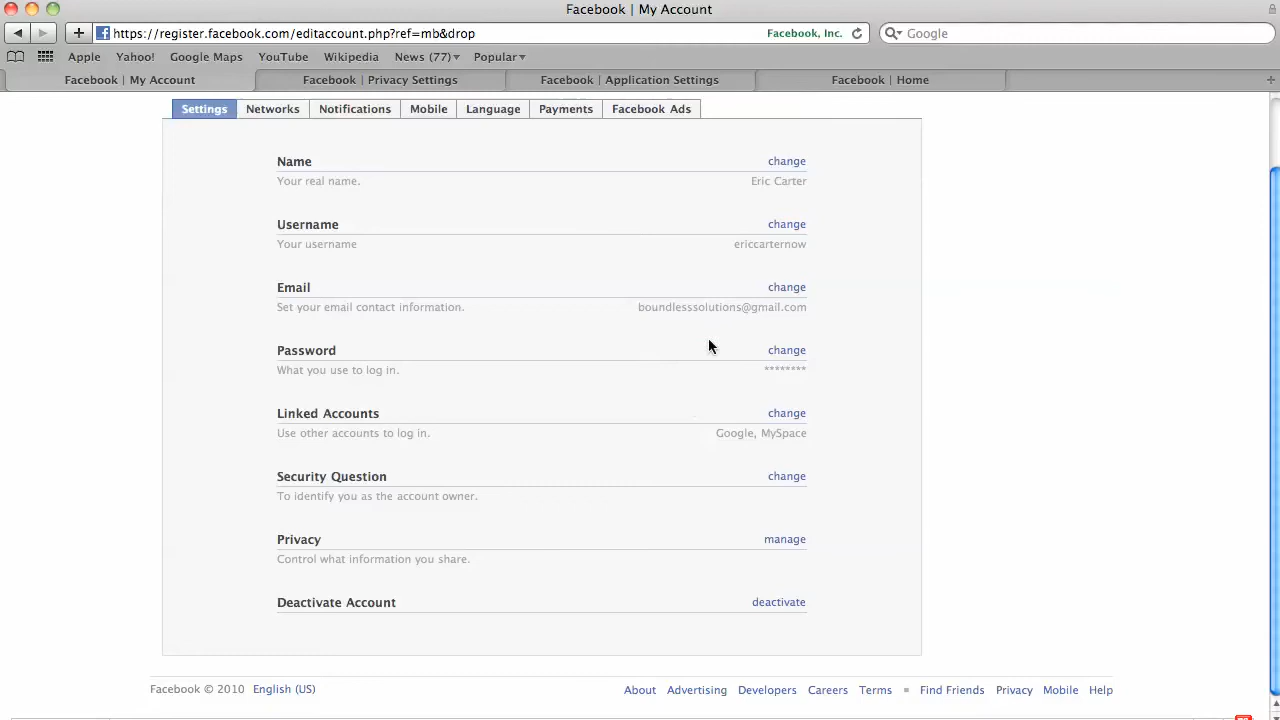 Facebook | My Account
https://register.facebook.com/editaccount.php?ref=mb&drop
Facebook, Inc.
Google
Apple Yahoo! Google Maps YouTube Wikipedia News (77) Popular
Facebook | My Account Facebook | Privacy Settings Facebook | Application Settings Facebook | Home
Settings Networks Notifications Mobile Language Payments Facebook Ads
Name change
Your real name. Eric Carter
Username change
Your username ericcarternow
Email change
Set your email contact information. boundlesssolutions@gmail.com
Password change
What you use to log in. ********
Linked Accounts change
Use other accounts to log in. Google, MySpace
Security Question change
To identify you as the account owner.
Privacy manage
Control what information you share.
Deactivate Account deactivate
Facebook © 2010 English (US) About Advertising Developers Careers Terms Find Friends Privacy Mobile Help